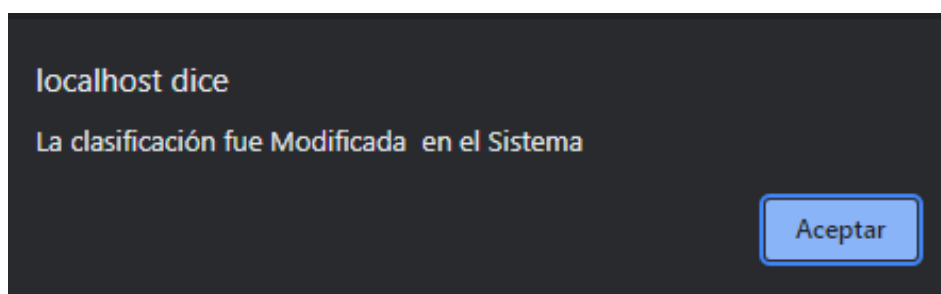 localhost dice
La clasificación fue Modificada  en el Sistema
Aceptar